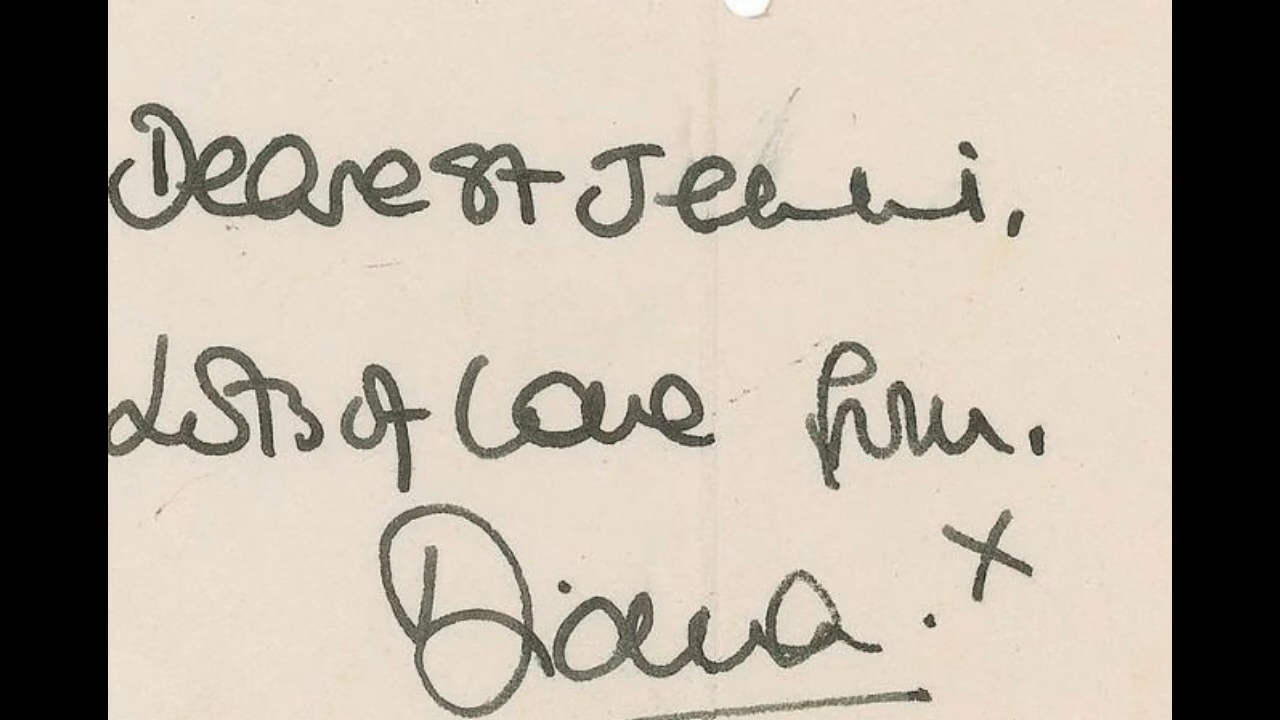 Dearest Jenni,
Lots of love from.
Diana. x